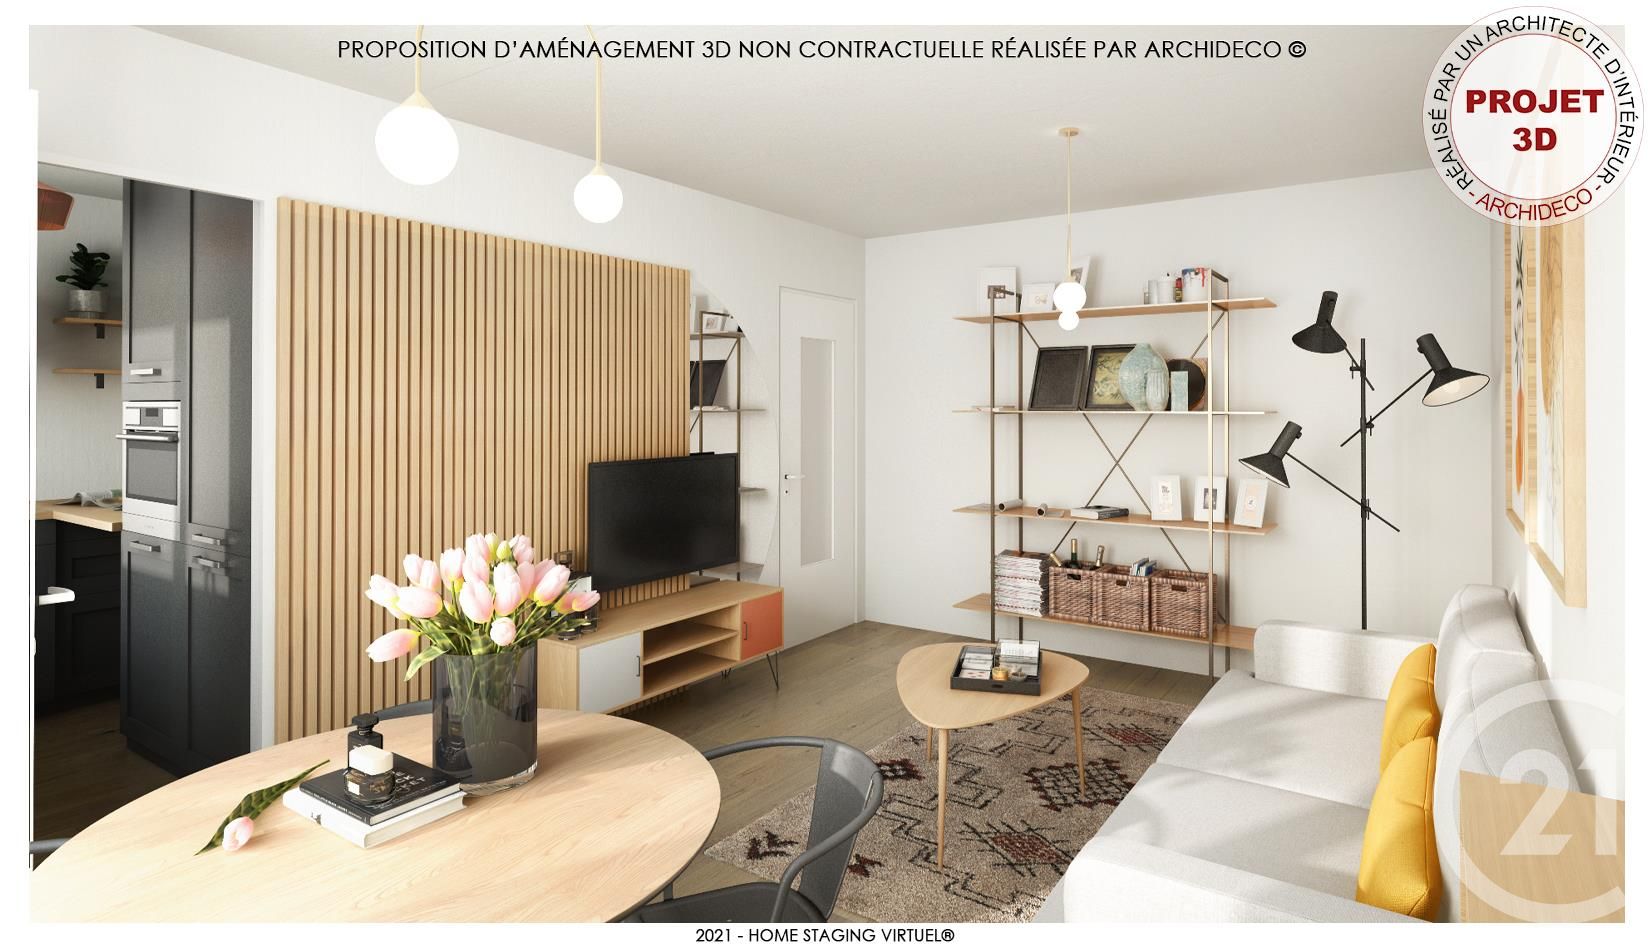 PROPOSITION D’AMÉNAGEMENT 3D NON CONTRACTUELLE RÉALISÉE PAR ARCHIDECO ©
RÉALISÉ PAR UN ARCHITECTE D'INTÉRIEUR
PROJET
3D
- ARCHIDECO -
21
2021 - HOME STAGING VIRTUEL®